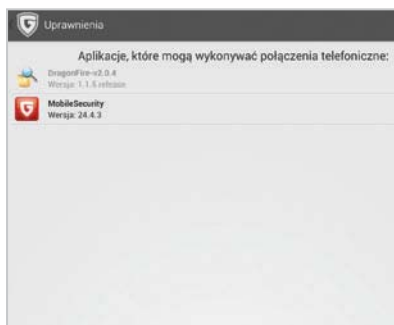 Uprawnienia
Aplikacje, które mogą wykonywać połączenia telefoniczne:
DragonFire-v2.0.4
Wersja: 1.1.5 release
MobileSecurity
Wersja: 24.4.3